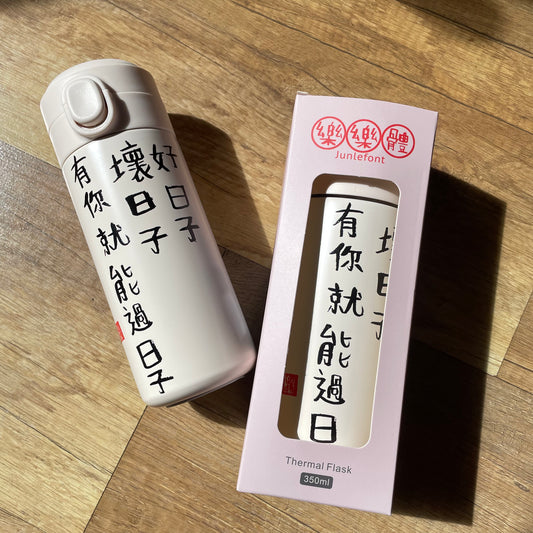 好日子
壞日子
有你就能過日子
樂樂體
Junlefont
壞日子
有你就能過日
Thermal Flask
350ml